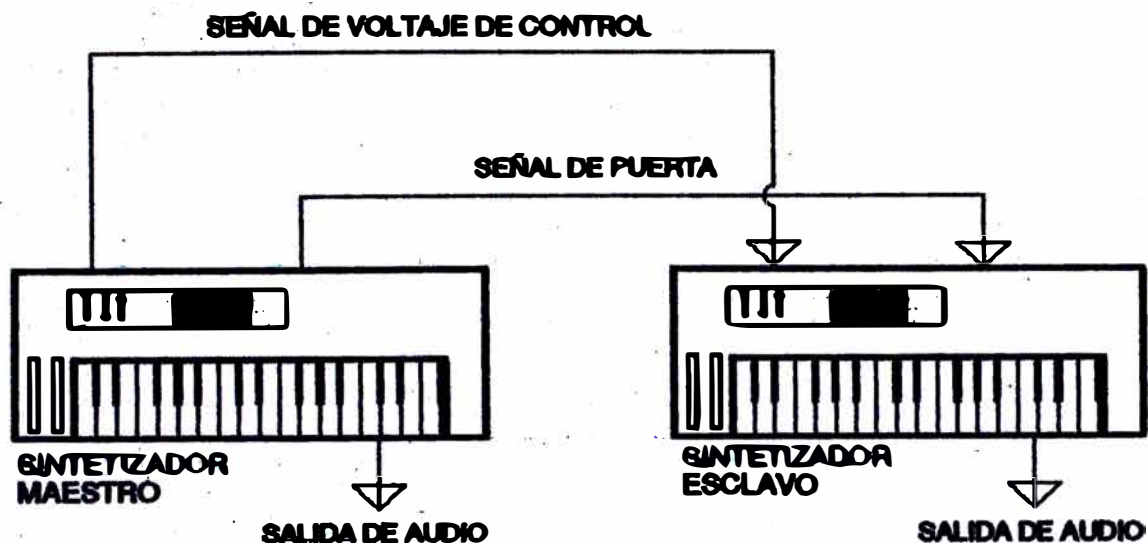 SEÑAL DE VOLTAJE DE CONTROL
SEÑAL DE PUERTA
SINTETIZADOR
MAESTRO
SALIDA DE AUDIO
SINTETIZADOR
ESCLAVO
SALIDA DE AUDIO